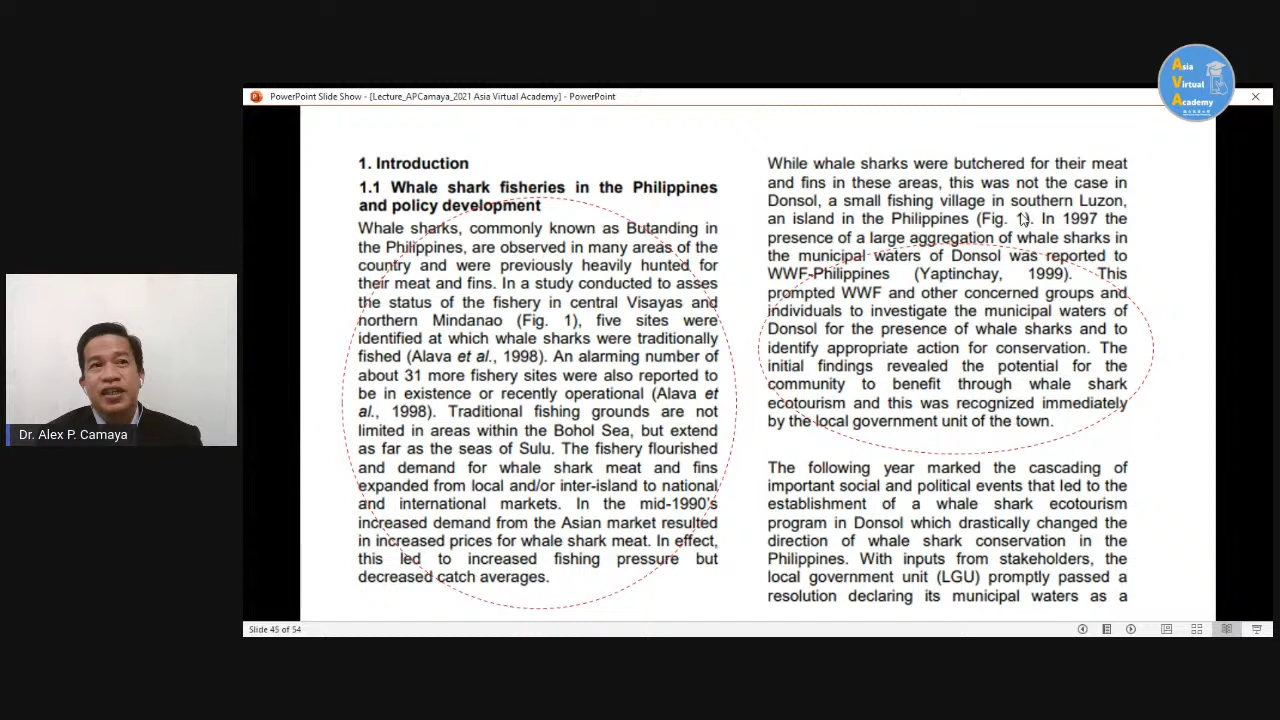 Asia
Virtual
Academy
PowerPoint Slide Show - [Lecture_APCamaya_2021 Asia Virtual Academy] - PowerPoint
1. Introduction
1.1 Whale shark fisheries in the Philippines
and policy development
Whale sharks, commonly known as Butanding in
the Philippines, are observed in many areas of the
country and were previously heavily hunted for
their meat and fins. In a study conducted to asses
the status of the fishery in central Visayas and
northern Mindanao (Fig. 1), five sites were
identified at which whale sharks were traditionally
fished (Alava et al., 1998). An alarming number of
about 31 more fishery sites were also reported to
be in existence or recently operational (Alava et
al., 1998). Traditional fishing grounds are not
limited in areas within the Bohol Sea, but extend
as far as the seas of Sulu. The fishery flourished
and demand for whale shark meat and fins
expanded from local and/or inter-island to national
and international markets. In the mid-1990's
increased demand from the Asian market resulted
in increased prices for whale shark meat. In effect,
this led to increased fishing pressure but
decreased catch averages.
While whale sharks were butchered for their meat
and fins in these areas, this was not the case in
Donsol, a small fishing village in southern Luzon,
an island in the Philippines (Fig. 1). In 1997 the
presence of a large aggregation of whale sharks in
the municipal waters of Donsol was reported to
WWF-Philippines (Yaptinchay, 1999). This
prompted WWF and other concerned groups and
individuals to investigate the municipal waters of
Donsol for the presence of whale sharks and to
identify appropriate action for conservation. The
initial findings revealed the potential for the
community to benefit through whale shark
ecotourism and this was recognized immediately
by the local government unit of the town.
The following year marked the cascading of
important social and political events that led to the
establishment of a whale shark ecotourism
program in Donsol which drastically changed the
direction of whale shark conservation in the
Philippines. With inputs from stakeholders, the
local government unit (LGU) promptly passed a
resolution declaring its municipal waters as a
Dr. Alex P. Camaya
Slide 45 of 54